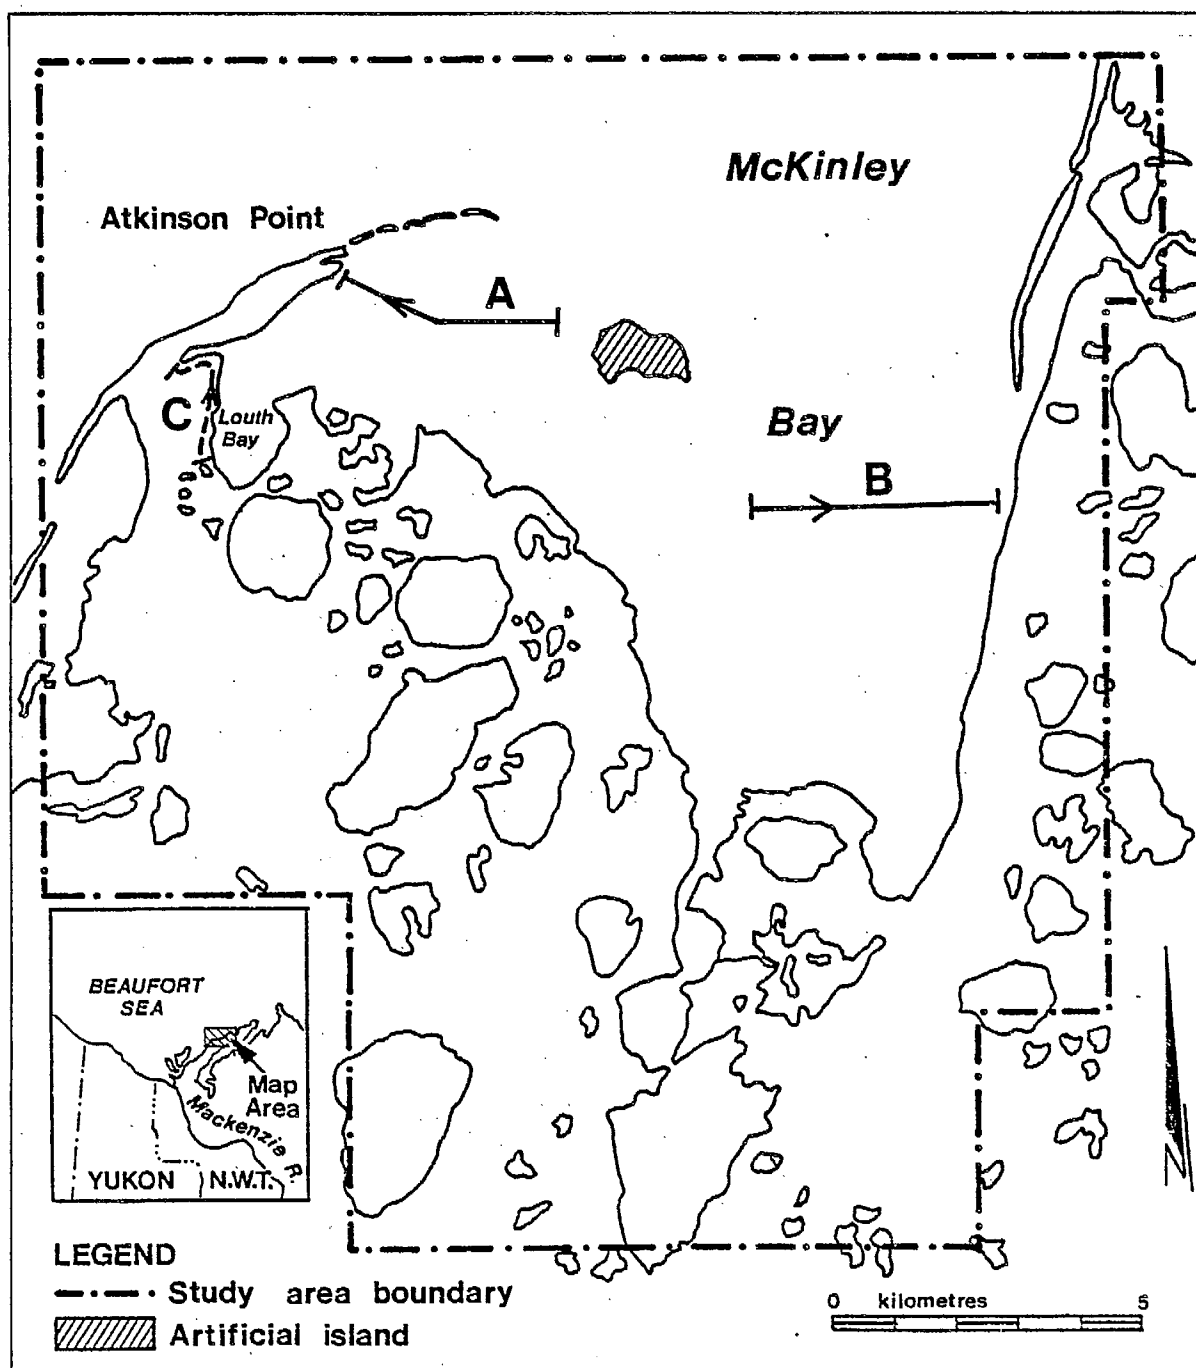 McKinley
Atkinson Point
A
Bay
C
Louth
Bay
B
BEAUFORT
SEA
Map
Area
Mackenzie R.
YUKON
N.W.T.
N
LEGEND
Study area boundary
Artificial island
0 kilometres 5